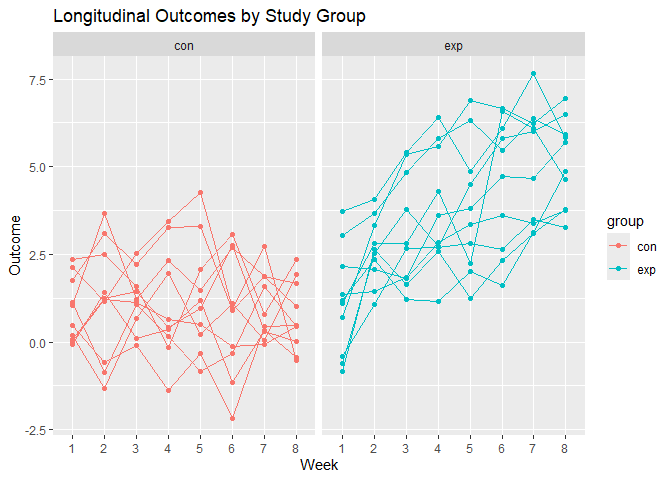 Longitudinal Outcomes by Study Group
con exp
7.5
5.0
2.5
0.0
-2.5
Outcome
1 2 3 4 5 6 7 8 1 2 3 4 5 6 7 8
Week
group
con
exp